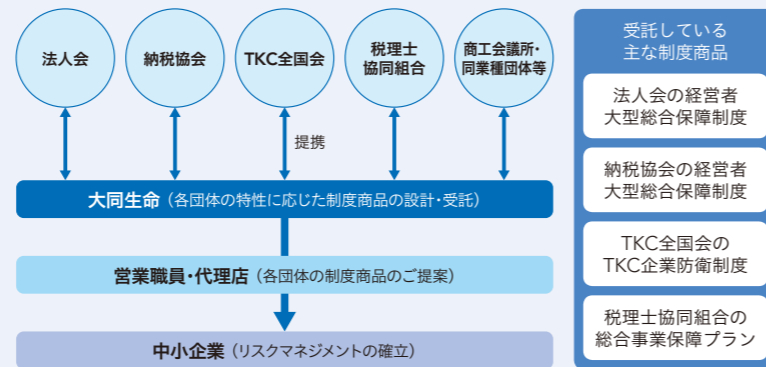 法人会
納税協会
TKC全国会
税理士
協同組合
商工会議所・
同業種団体等
提携
大同生命（各団体の特性に応じた制度商品の設計・受託）
営業職員・代理店（各団体の制度商品のご提案）
中小企業（リスクマネジメントの確立）
受託している
主な制度商品
法人会の経営者
大型総合保障制度
納税協会の経営者
大型総合保障制度
TKC全国会の
TKC企業防衛制度
税理士協同組合の
総合事業保障プラン